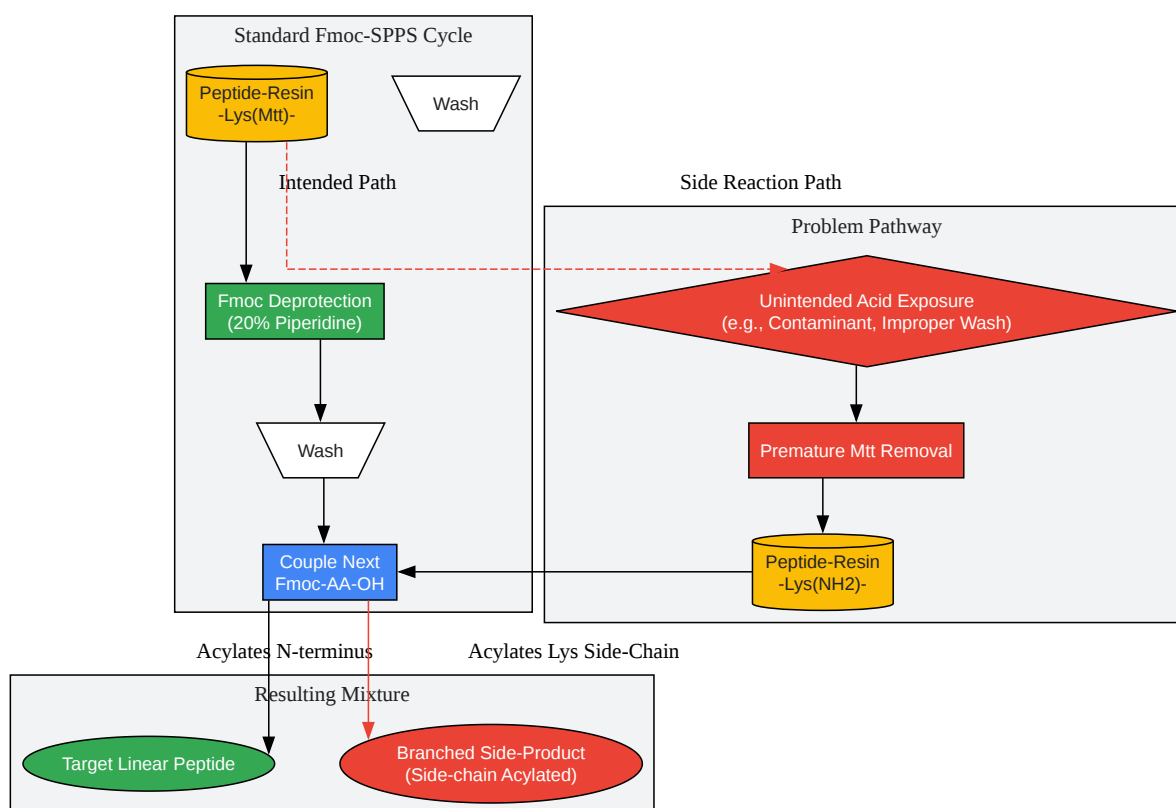 Standard Fmoc-SPPS Cycle
Peptide-Resin
-Lys(Mtt)-
Wash
Intended Path
Side Reaction Path
Problem Pathway
Fmoc Deprotection
(20% Piperidine)
Unintended Acid Exposure
(e.g., Contaminant, Improper Wash)
Wash
Premature Mtt Removal
Couple Next
Fmoc-AA-OH
Peptide-Resin
-Lys(NH2)-
Acylates N-terminus
Acylates Lys Side-Chain
Resulting Mixture
Target Linear Peptide
Branched Side-Product
(Side-chain Acylated)